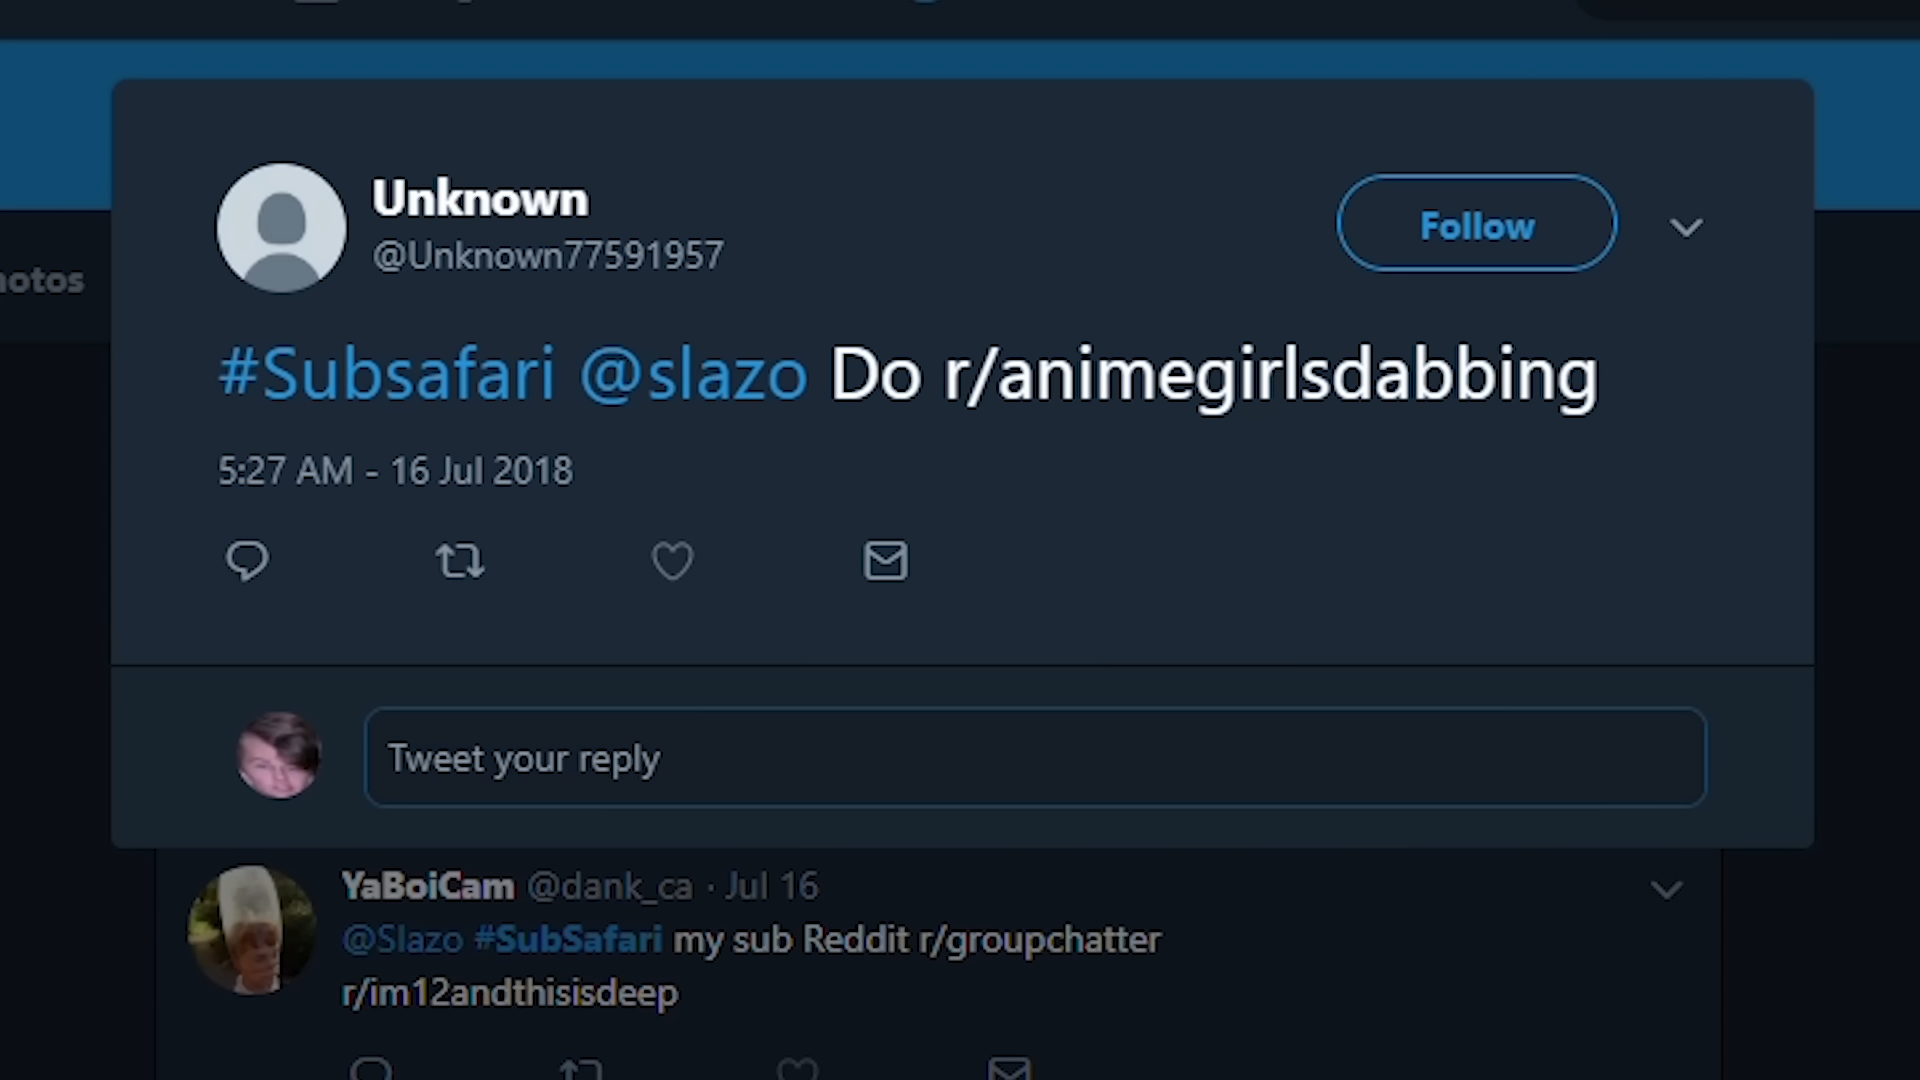 Unknown
@Unknown77591957
Follow
#Subsafari @slazo Do r/animegirlsdabbing
5:27 AM - 16 Jul 2018
Tweet your reply
YaBoiCam @dank_ca · Jul 16
@Slazo #SubSafari my sub Reddit r/groupchatter
r/im12andthisisdeep